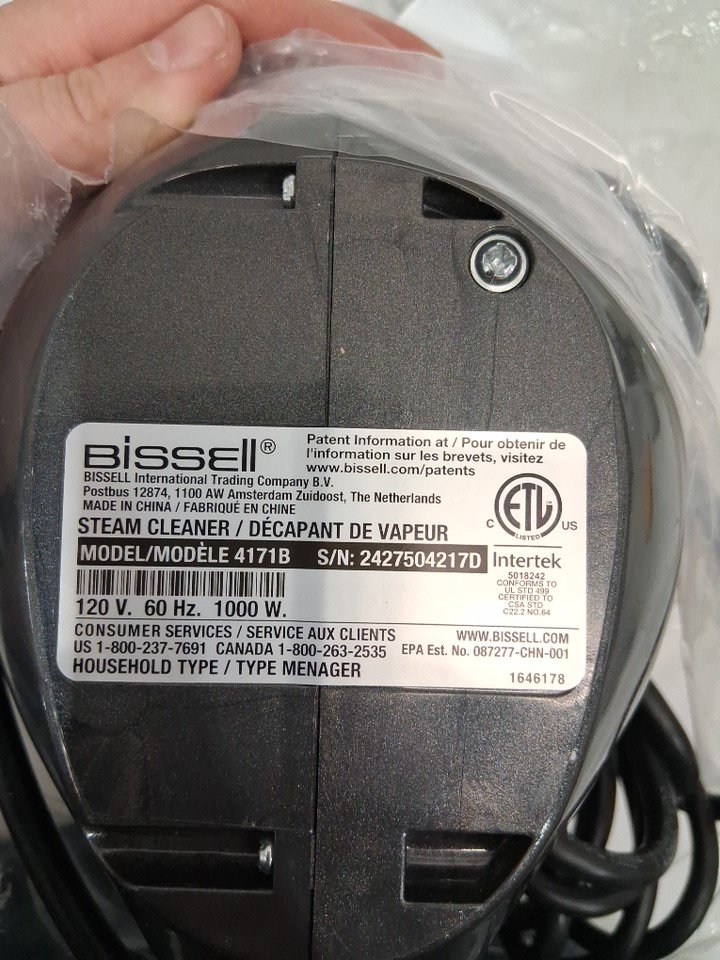 BISSELL®
Patent Information at / Pour obtenir de
l'information sur les brevets, visitez
www.bissell.com/patents
BISSELL International Trading Company B.V.
Postbus 12874, 1100 AW Amsterdam Zuidoost, The Netherlands
MADE IN CHINA / FABRIQUÉ EN CHINE
STEAM CLEANER / DÉCAPANT DE VAPEUR
MODEL/MODÈLE 4171B S/N: 2427504217D
120 V. 60 Hz. 1000 W.
C ETL US
LISTED
Intertek
5018242
CONFORMS TO
UL STD 499
CERTIFIED TO
CSA STD
C22.2 NO.64
CONSUMER SERVICES / SERVICE AUX CLIENTS WWW.BISSELL.COM
US 1-800-237-7691 CANADA 1-800-263-2535 EPA Est. No. 087277-CHN-001
HOUSEHOLD TYPE / TYPE MENAGER 1646178